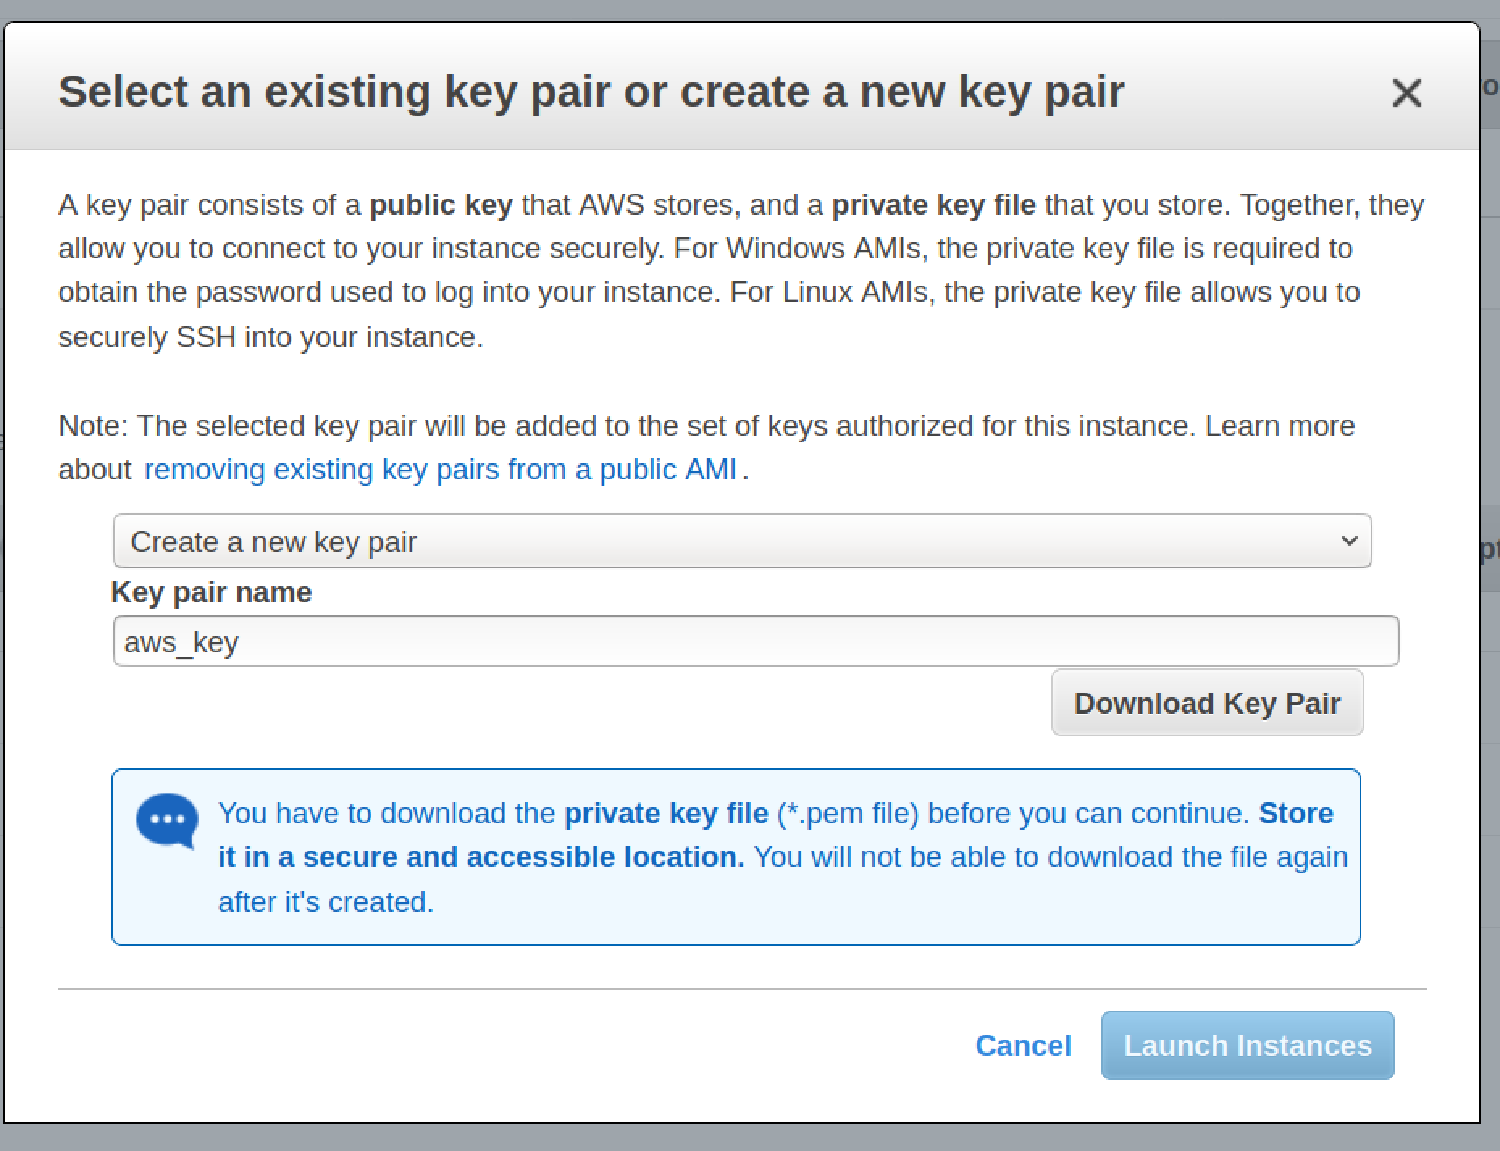 Select an existing key pair or create a new key pair
A key pair consists of a public key that AWS stores, and a private key file that you store. Together, they
allow you to connect to your instance securely. For Windows AMIs, the private key file is required to
obtain the password used to log into your instance. For Linux AMIs, the private key file allows you to
securely SSH into your instance.
Note: The selected key pair will be added to the set of keys authorized for this instance. Learn more
about removing existing key pairs from a public AMI.
Create a new key pair
Key pair name
aws_key
Download Key Pair
You have to download the private key file (*.pem file) before you can continue. Store
it in a secure and accessible location. You will not be able to download the file again
after it's created.
Cancel Launch Instances